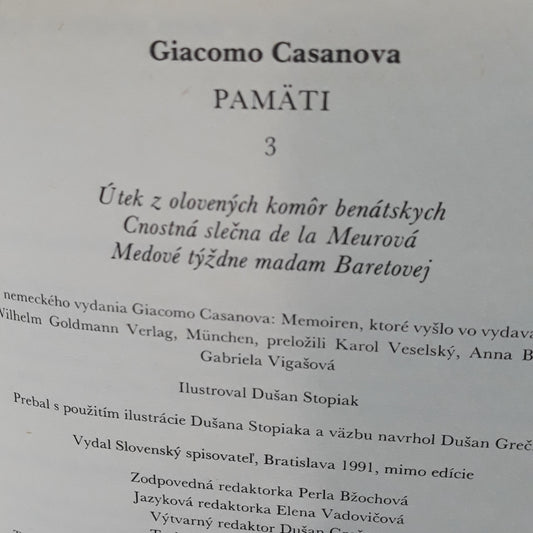 Giacomo Casanova
PAMÄTI
3
Útek z olovených komôr benátskych
Cnostná slečna de la Meurová
Medové týždne madam Baretovej
nemeckého vydania Giacomo Casanova: Memoiren, ktoré vyšlo vo vydava
Wilhelm Goldmann Verlag, München, preložili Karol Veselský, Anna B
Gabriela Vigašová
Ilustroval Dušan Stopiak
Prebal s použitím ilustrácie Dušana Stopiaka a väzbu navrhol Dušan Greč
Vydal Slovenský spisovateľ, Bratislava 1991, mimo edície
Zodpovedná redaktorka Perla Bžochová
Jazyková redaktorka Elena Vadovičová
Výtvarný redaktor Dušan